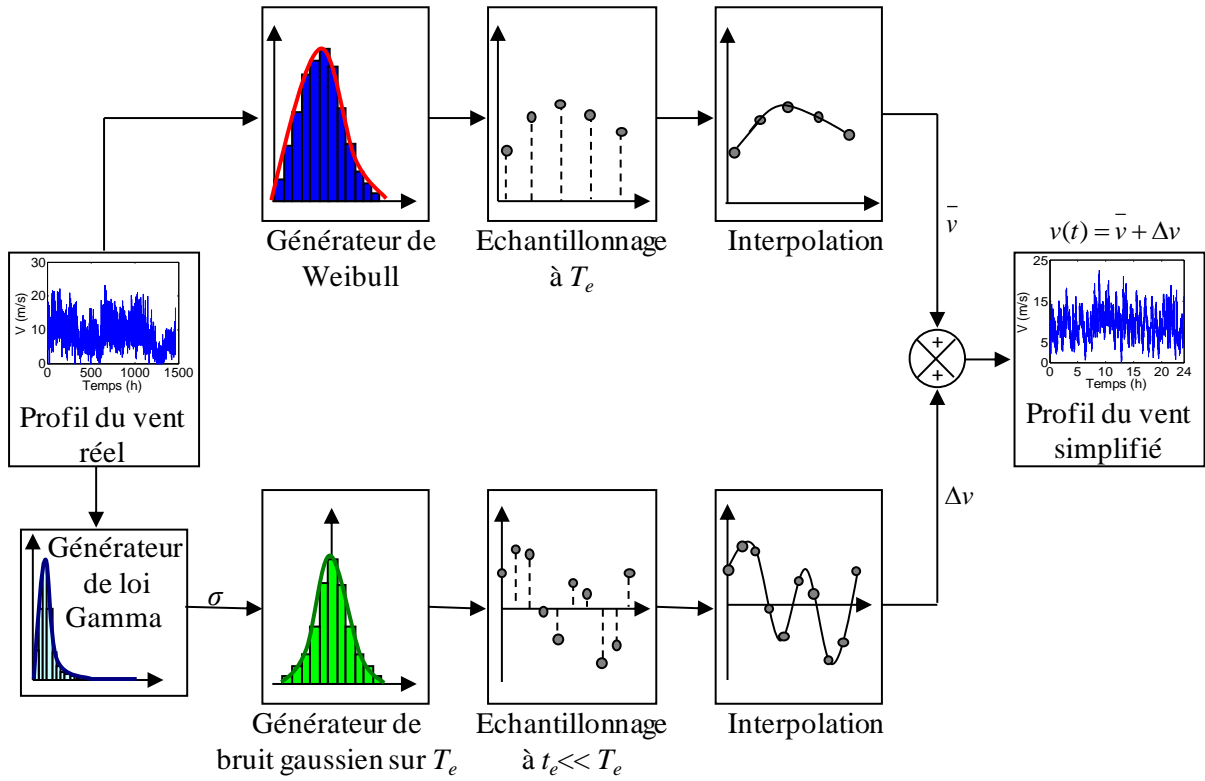 Générateur de
Weibull
Echantillonnage
à Tₑ
Interpolation
v̄
v(t) = v̄ + Δv
30
20
10
0
V (m/s)
0 500 1000 1500
Temps (h)
Profil du vent
réel
+
+
25
15
5
0
V (m/s)
0 5 10 15 20 24
Temps (h)
Profil du vent
simplifié
Δv
Générateur
de loi
Gamma
σ
Générateur de
bruit gaussien sur Tₑ
Echantillonnage
à tₑ<< Tₑ
Interpolation